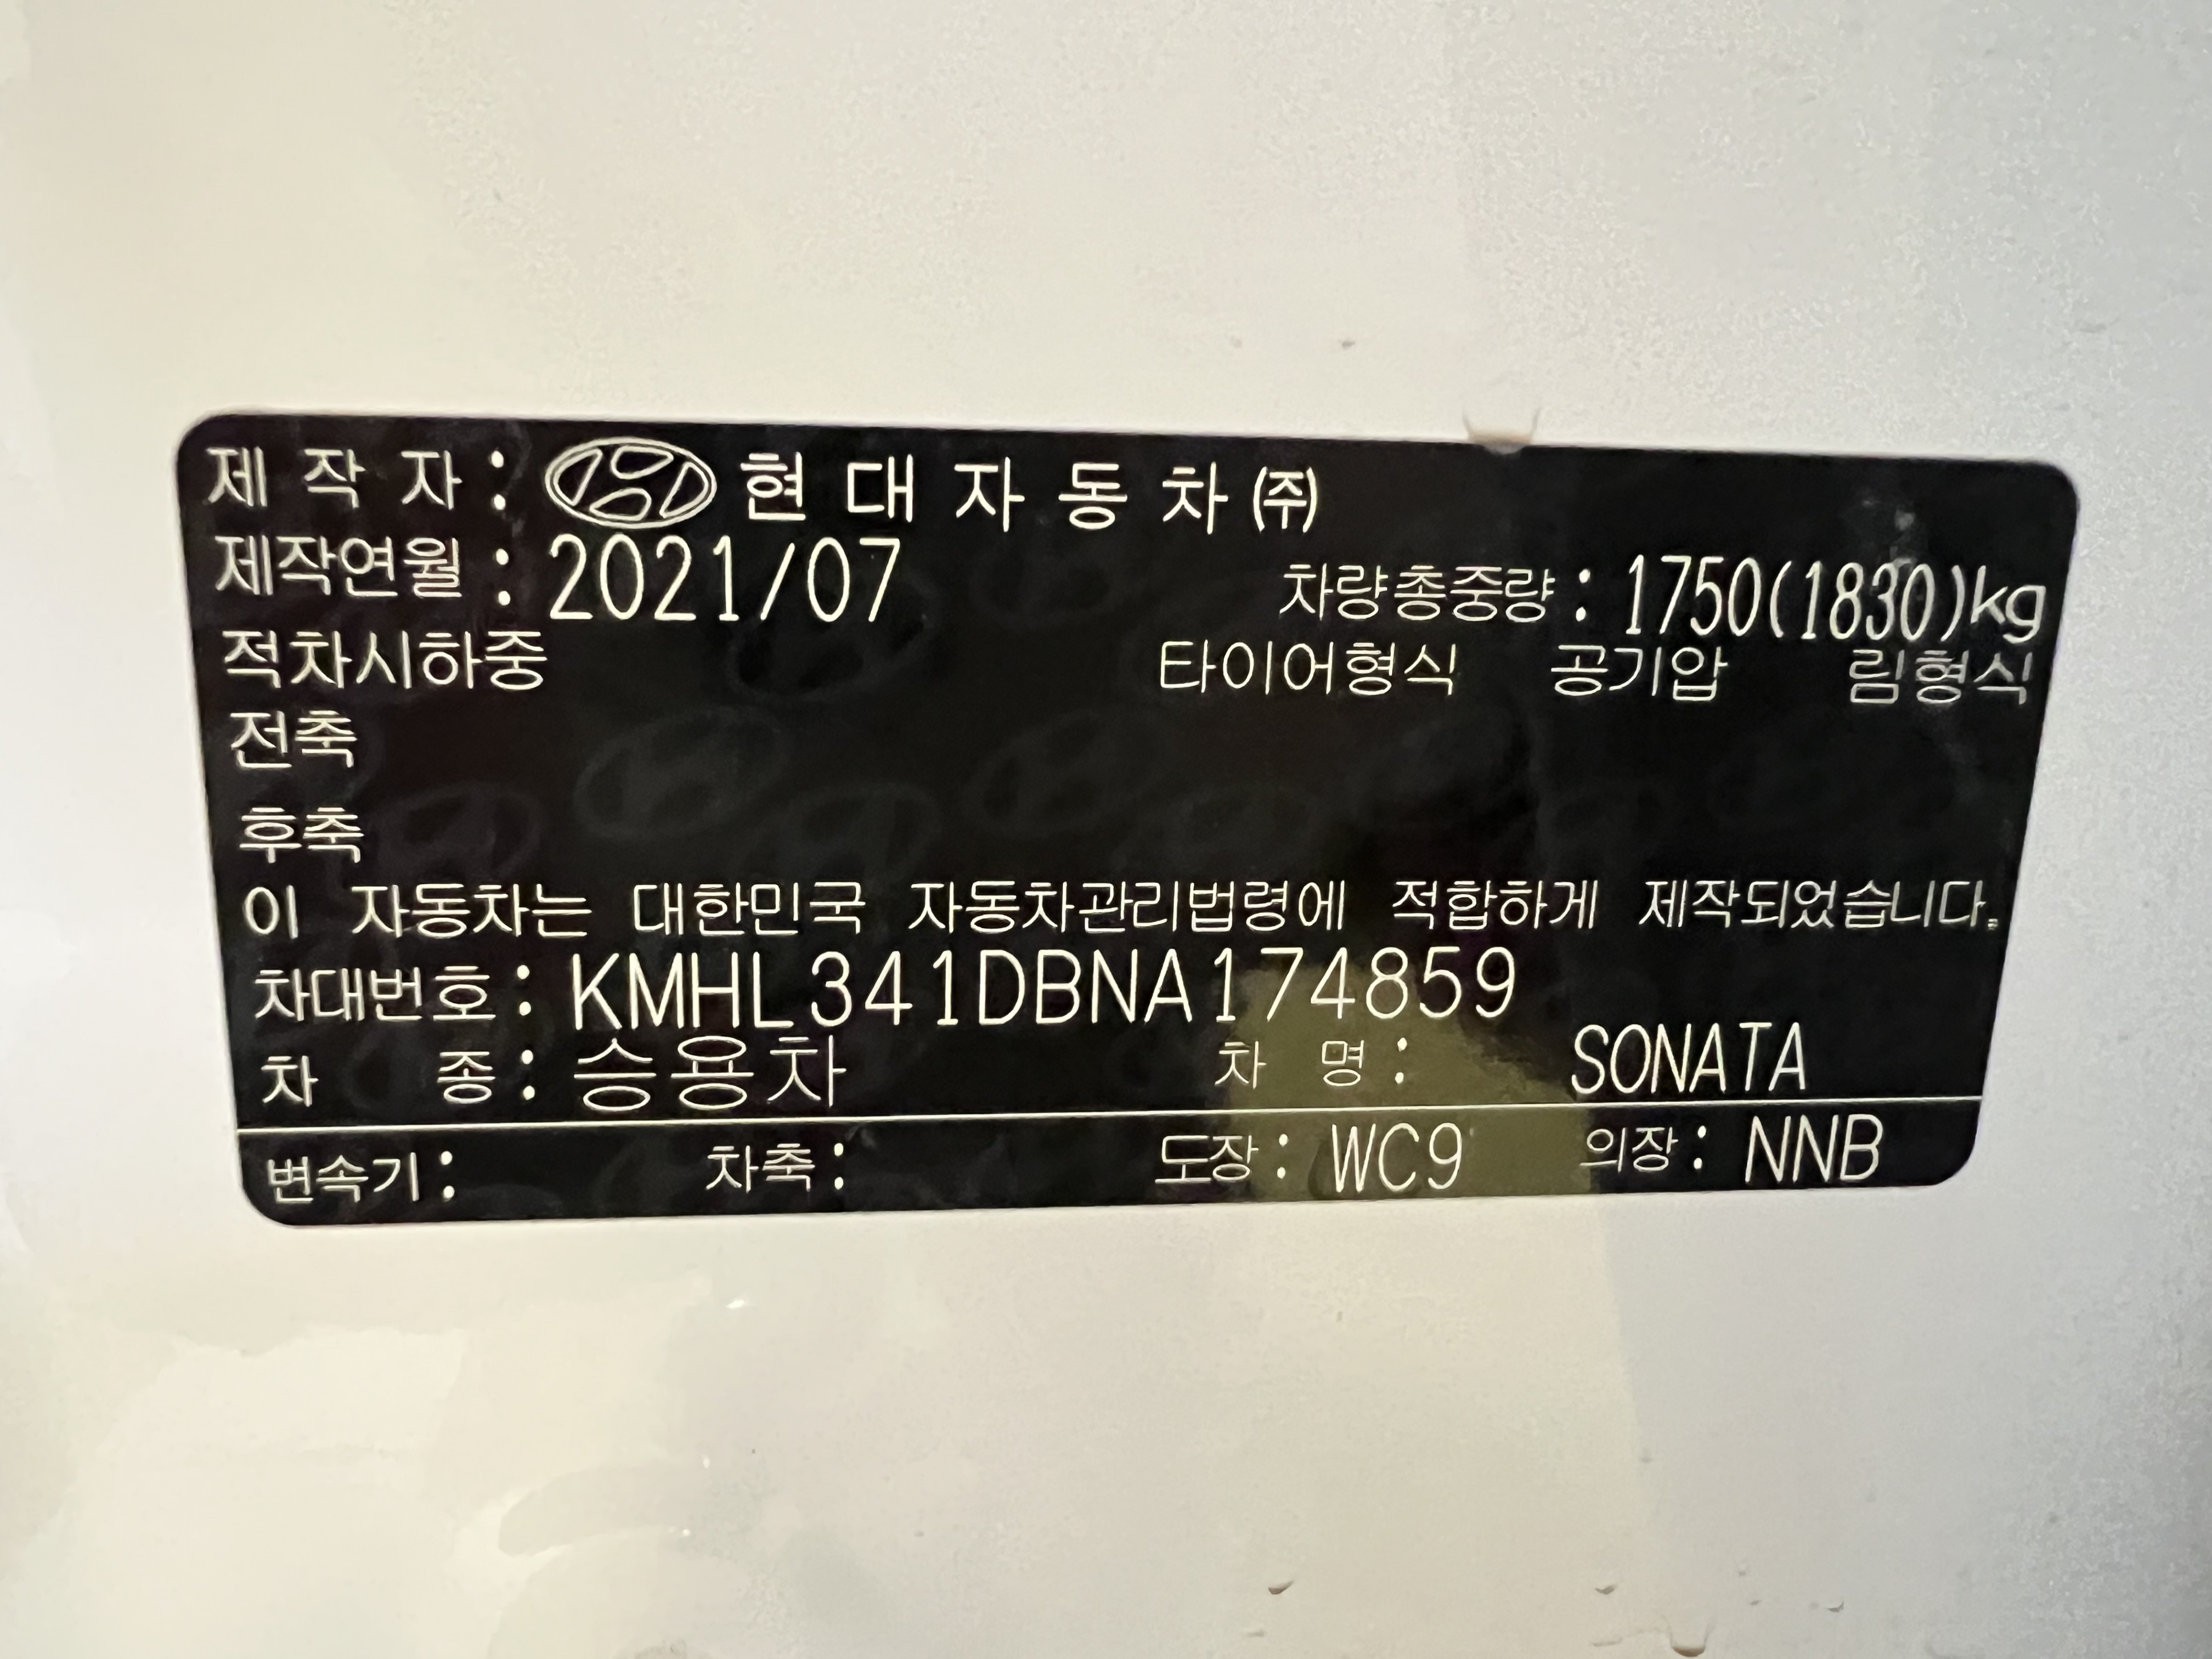 제 작 자 : 현 대 자 동 차 ㈜
제작연월 : 2021/07 차량총중량 : 1750(1830)kg
적차시하중 타이어형식 공기압 림형식
전축
후축
이 자동차는 대한민국 자동차관리법령에 적합하게 제작되었습니다.
차대번호 : KMHL341DBNA174859
차 종 : 승용차 차 명 : SONATA
변속기 : 차축 : 도장 : WC9 의장 : NNB